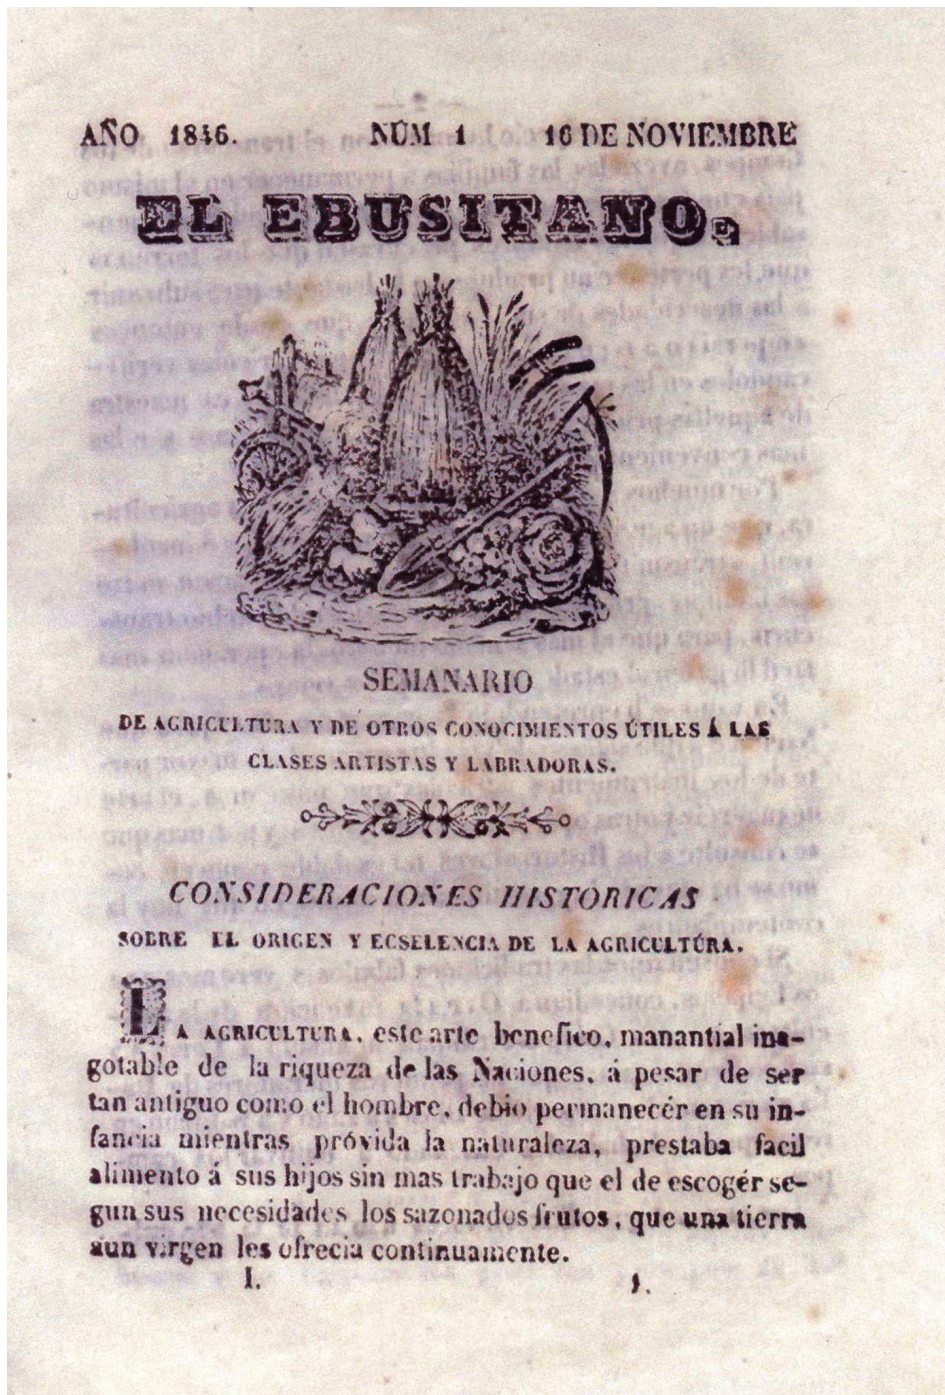 AÑO 1846. NÚM 1 16 DE NOVIEMBRE
EL EBUSITANO.
SEMANARIO
DE AGRICULTURA Y DE OTROS CONOCIMIENTOS ÚTILES Á LAS
CLASES ARTISTAS Y LABRADORAS.
CONSIDERACIONES HISTORICAS
SOBRE EL ORIGEN Y ECSELENCIA DE LA AGRICULTÚRA.
LA AGRICULTURA, este arte benefico, manantial ina-
gotable de la riqueza de las Naciones, á pesar de ser
tan antiguo como el hombre, debio permanecér en su in-
fancia mientras próvida la naturaleza, prestaba facil
alimento á sus hijos sin mas trabajo que el de escogér se-
gun sus necesidades los sazonados frutos, que una tierra
aun virgen les ofrecia continuamente.
I. 1.